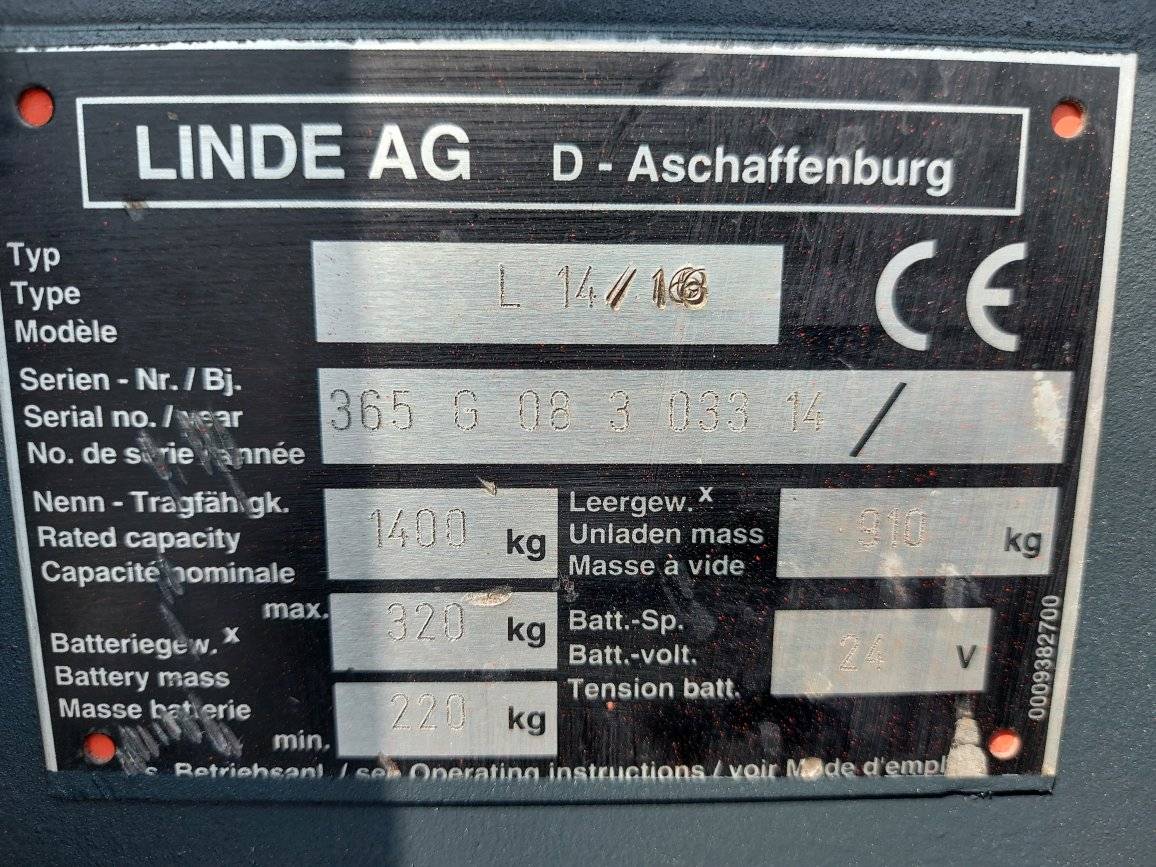 LINDE AG D - Aschaffenburg
Typ
Type
Modèle
L 14
CE
Serien - Nr. / Bj.
Serial no. / year
No. de série / année
365 G 08 3 033 14 /
Nenn - Tragfähigk.
Rated capacity
Capacité nominale
1400 kg
Leergew. x
Unladen mass
Masse à vide
910 kg
Batteriegew. x
Battery mass
Masse batterie
max. 320 kg
min. 220 kg
Batt.-Sp.
Batt.-volt.
Tension batt.
24 V
s. Betriebsanl. / see Operating instructions / voir Mode d'empl
0009382700